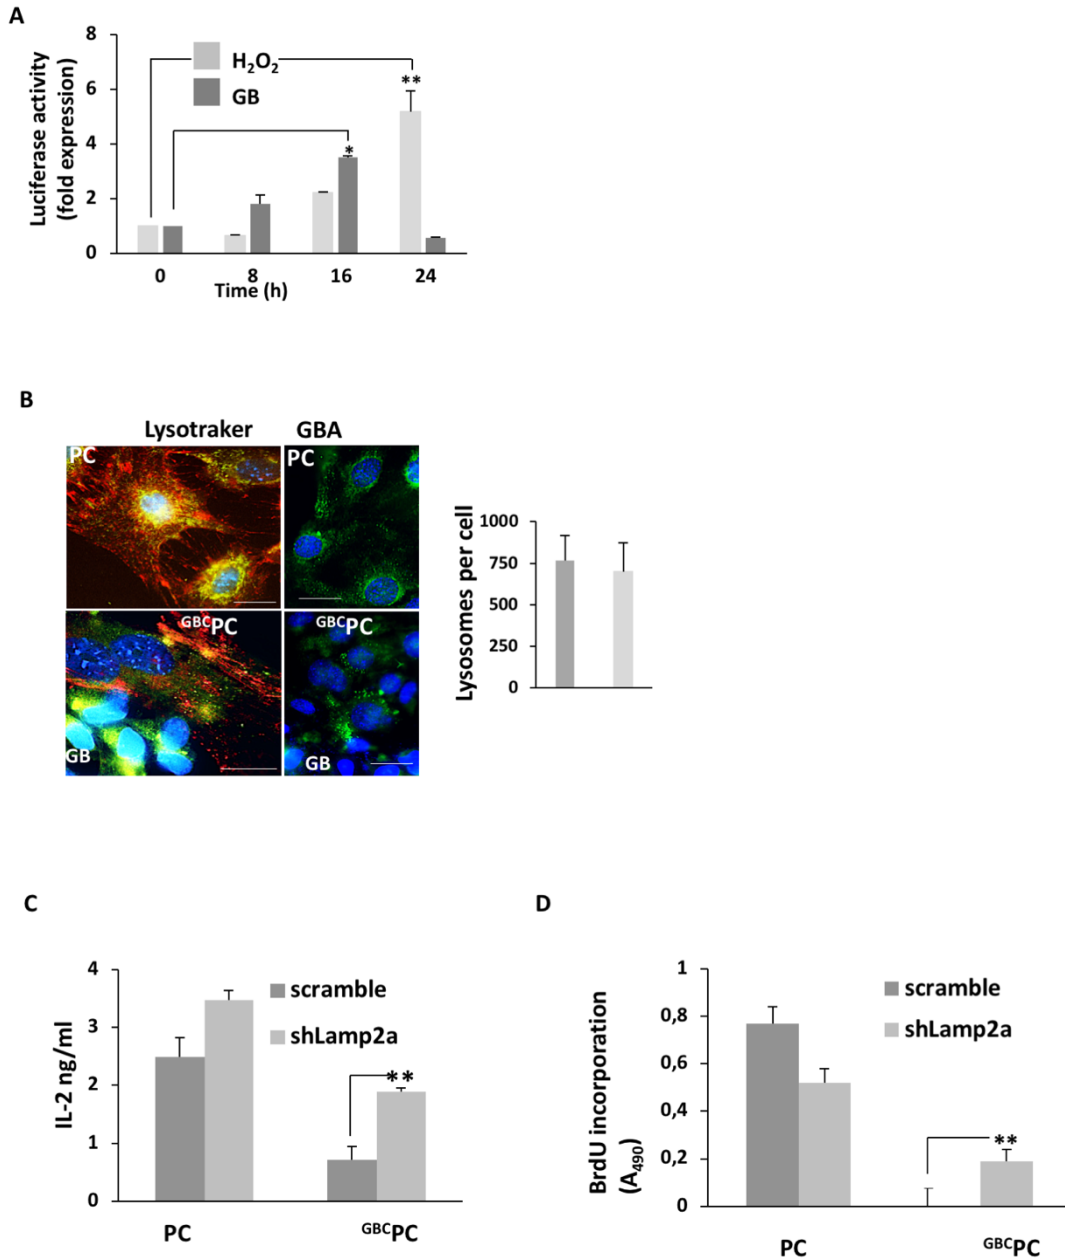 A
8
6
4
2
0
Luciferase activity
(fold expression)
H₂O₂
GB
**
*
0 8 16 24
Time (h)
B
Lysotraker GBA
PC
PC
GBCPC
GB
GBCPC
GB
Lysosomes per cell
1000
750
500
250
0
C
4
3
2
1
0
IL-2 ng/ml
scramble
shLamp2a
**
PC GBCPC
D
1
0,8
0,6
0,4
0,2
0
BrdU incorporation
(A₄₉₀)
scramble
shLamp2a
**
PC GBCPC